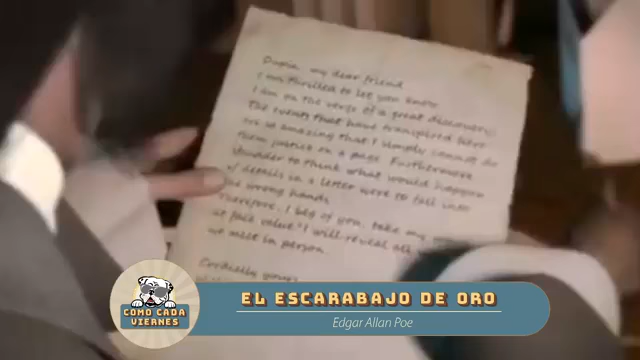 Dupin, my dear friend
I am thrilled to let you know
I am on the verge of a great discovery.
The events that have transpired here
are so amazing that I simply cannot do
them justice on a page. Furthermore
shudder to think what would happen
if details in a letter were to fall into
the wrong hands.
Therefore, I beg of you, take my
at face value. I will reveal all
we meet in person.
Cordially yours
COMO CADA
VIERNES
EL ESCARABAJO DE ORO
Edgar Allan Poe